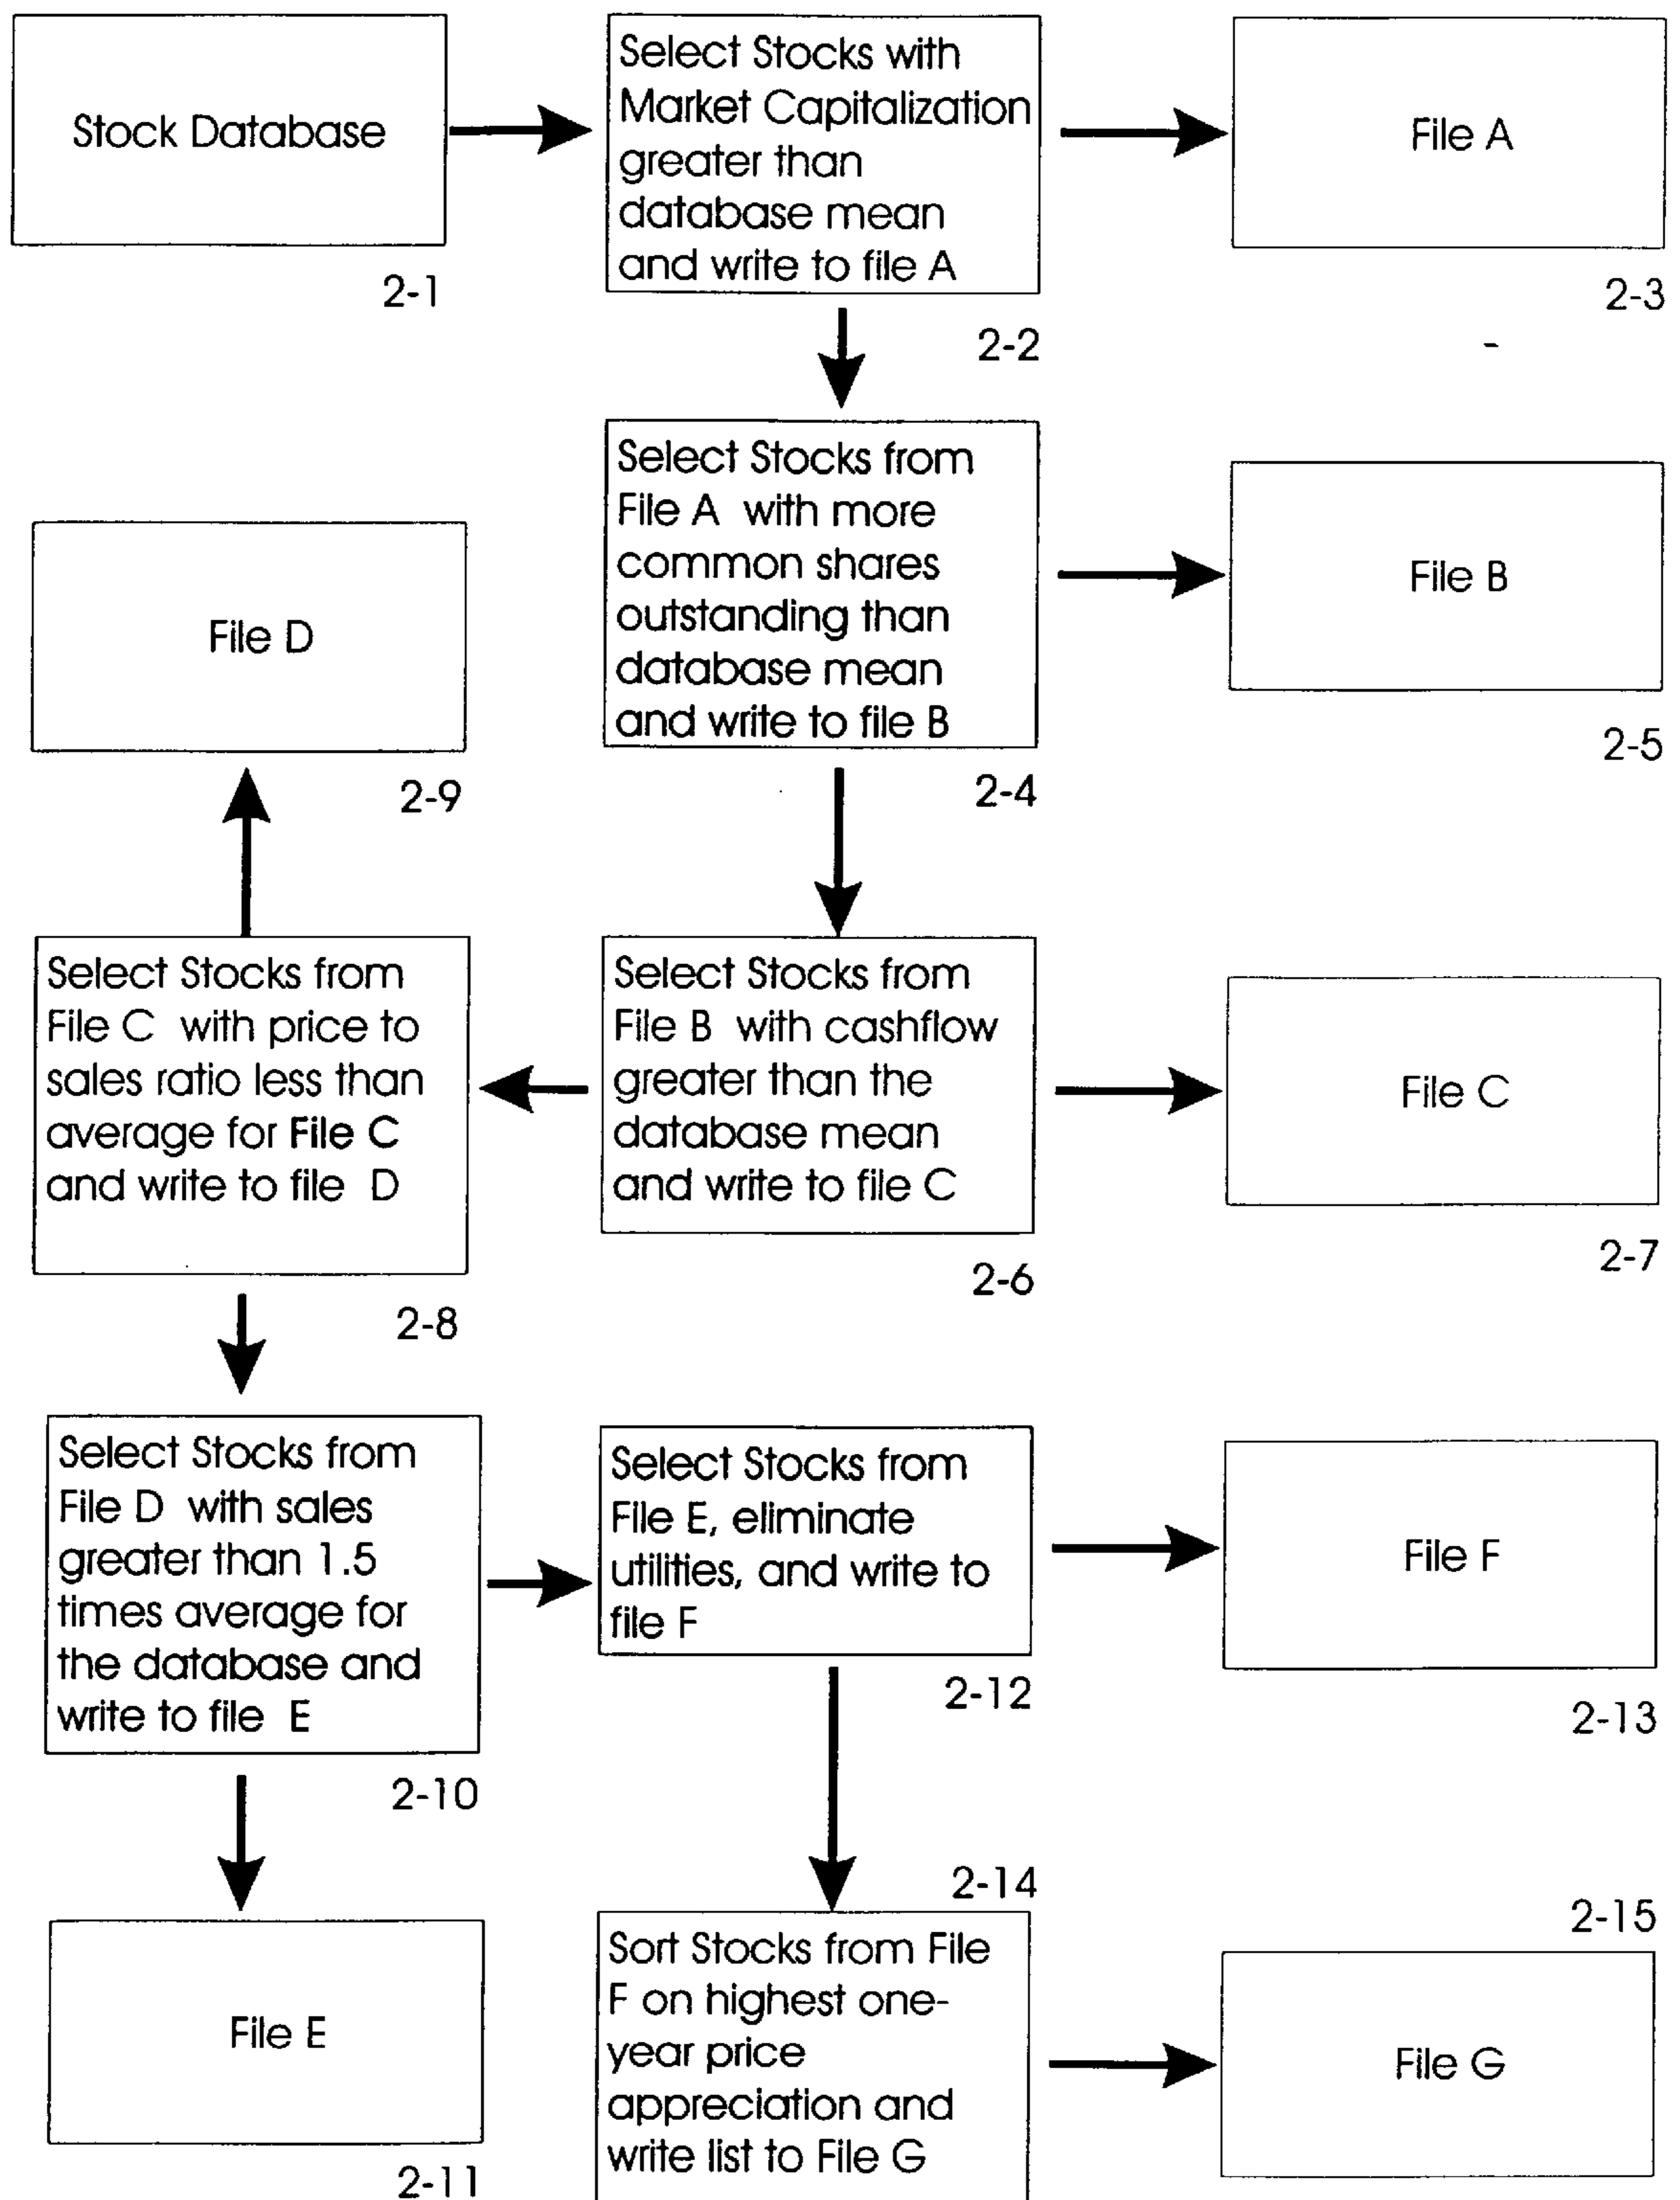 Stock Database
2-1
Select Stocks with
Market Capitalization
greater than
database mean
and write to file A
2-2
File A
2-3
Select Stocks from
File A with more
common shares
outstanding than
database mean
and write to file B
2-4
File B
2-5
File D
2-9
Select Stocks from
File C with price to
sales ratio less than
average for File C
and write to file D
2-8
Select Stocks from
File B with cashflow
greater than the
database mean
and write to file C
2-6
File C
2-7
Select Stocks from
File D with sales
greater than 1.5
times average for
the database and
write to file E
2-10
Select Stocks from
File E, eliminate
utilities, and write to
file F
2-12
File F
2-13
File E
2-11
2-14
Sort Stocks from File
F on highest one-
year price
appreciation and
write list to File G
2-15
File G